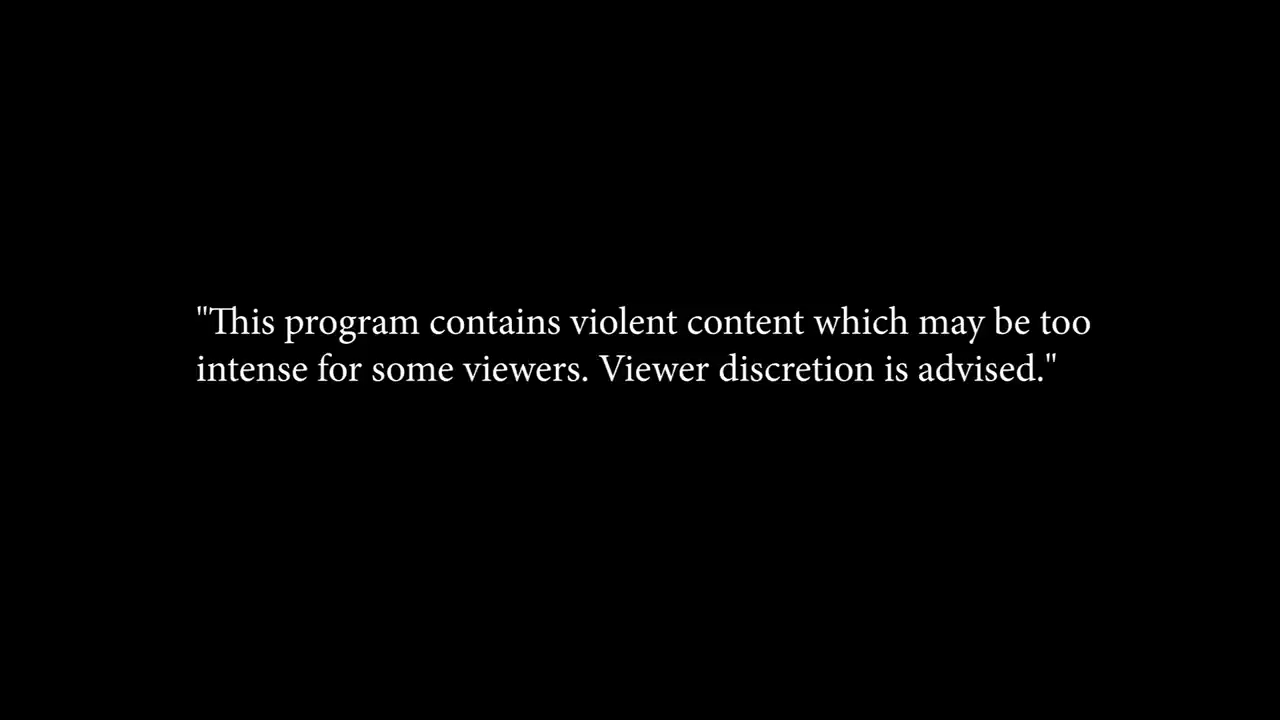 "This program contains violent content which may be too
intense for some viewers. Viewer discretion is advised."